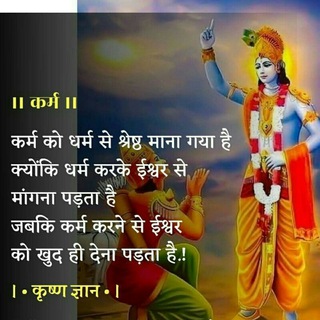 ।। कर्म ।।
कर्म को धर्म से श्रेष्ठ माना गया है
क्योंकि धर्म करके ईश्वर से
मांगना पड़ता है
जबकि कर्म करने से ईश्वर
को खुद ही देना पड़ता है.!
। • कृष्ण ज्ञान • ।